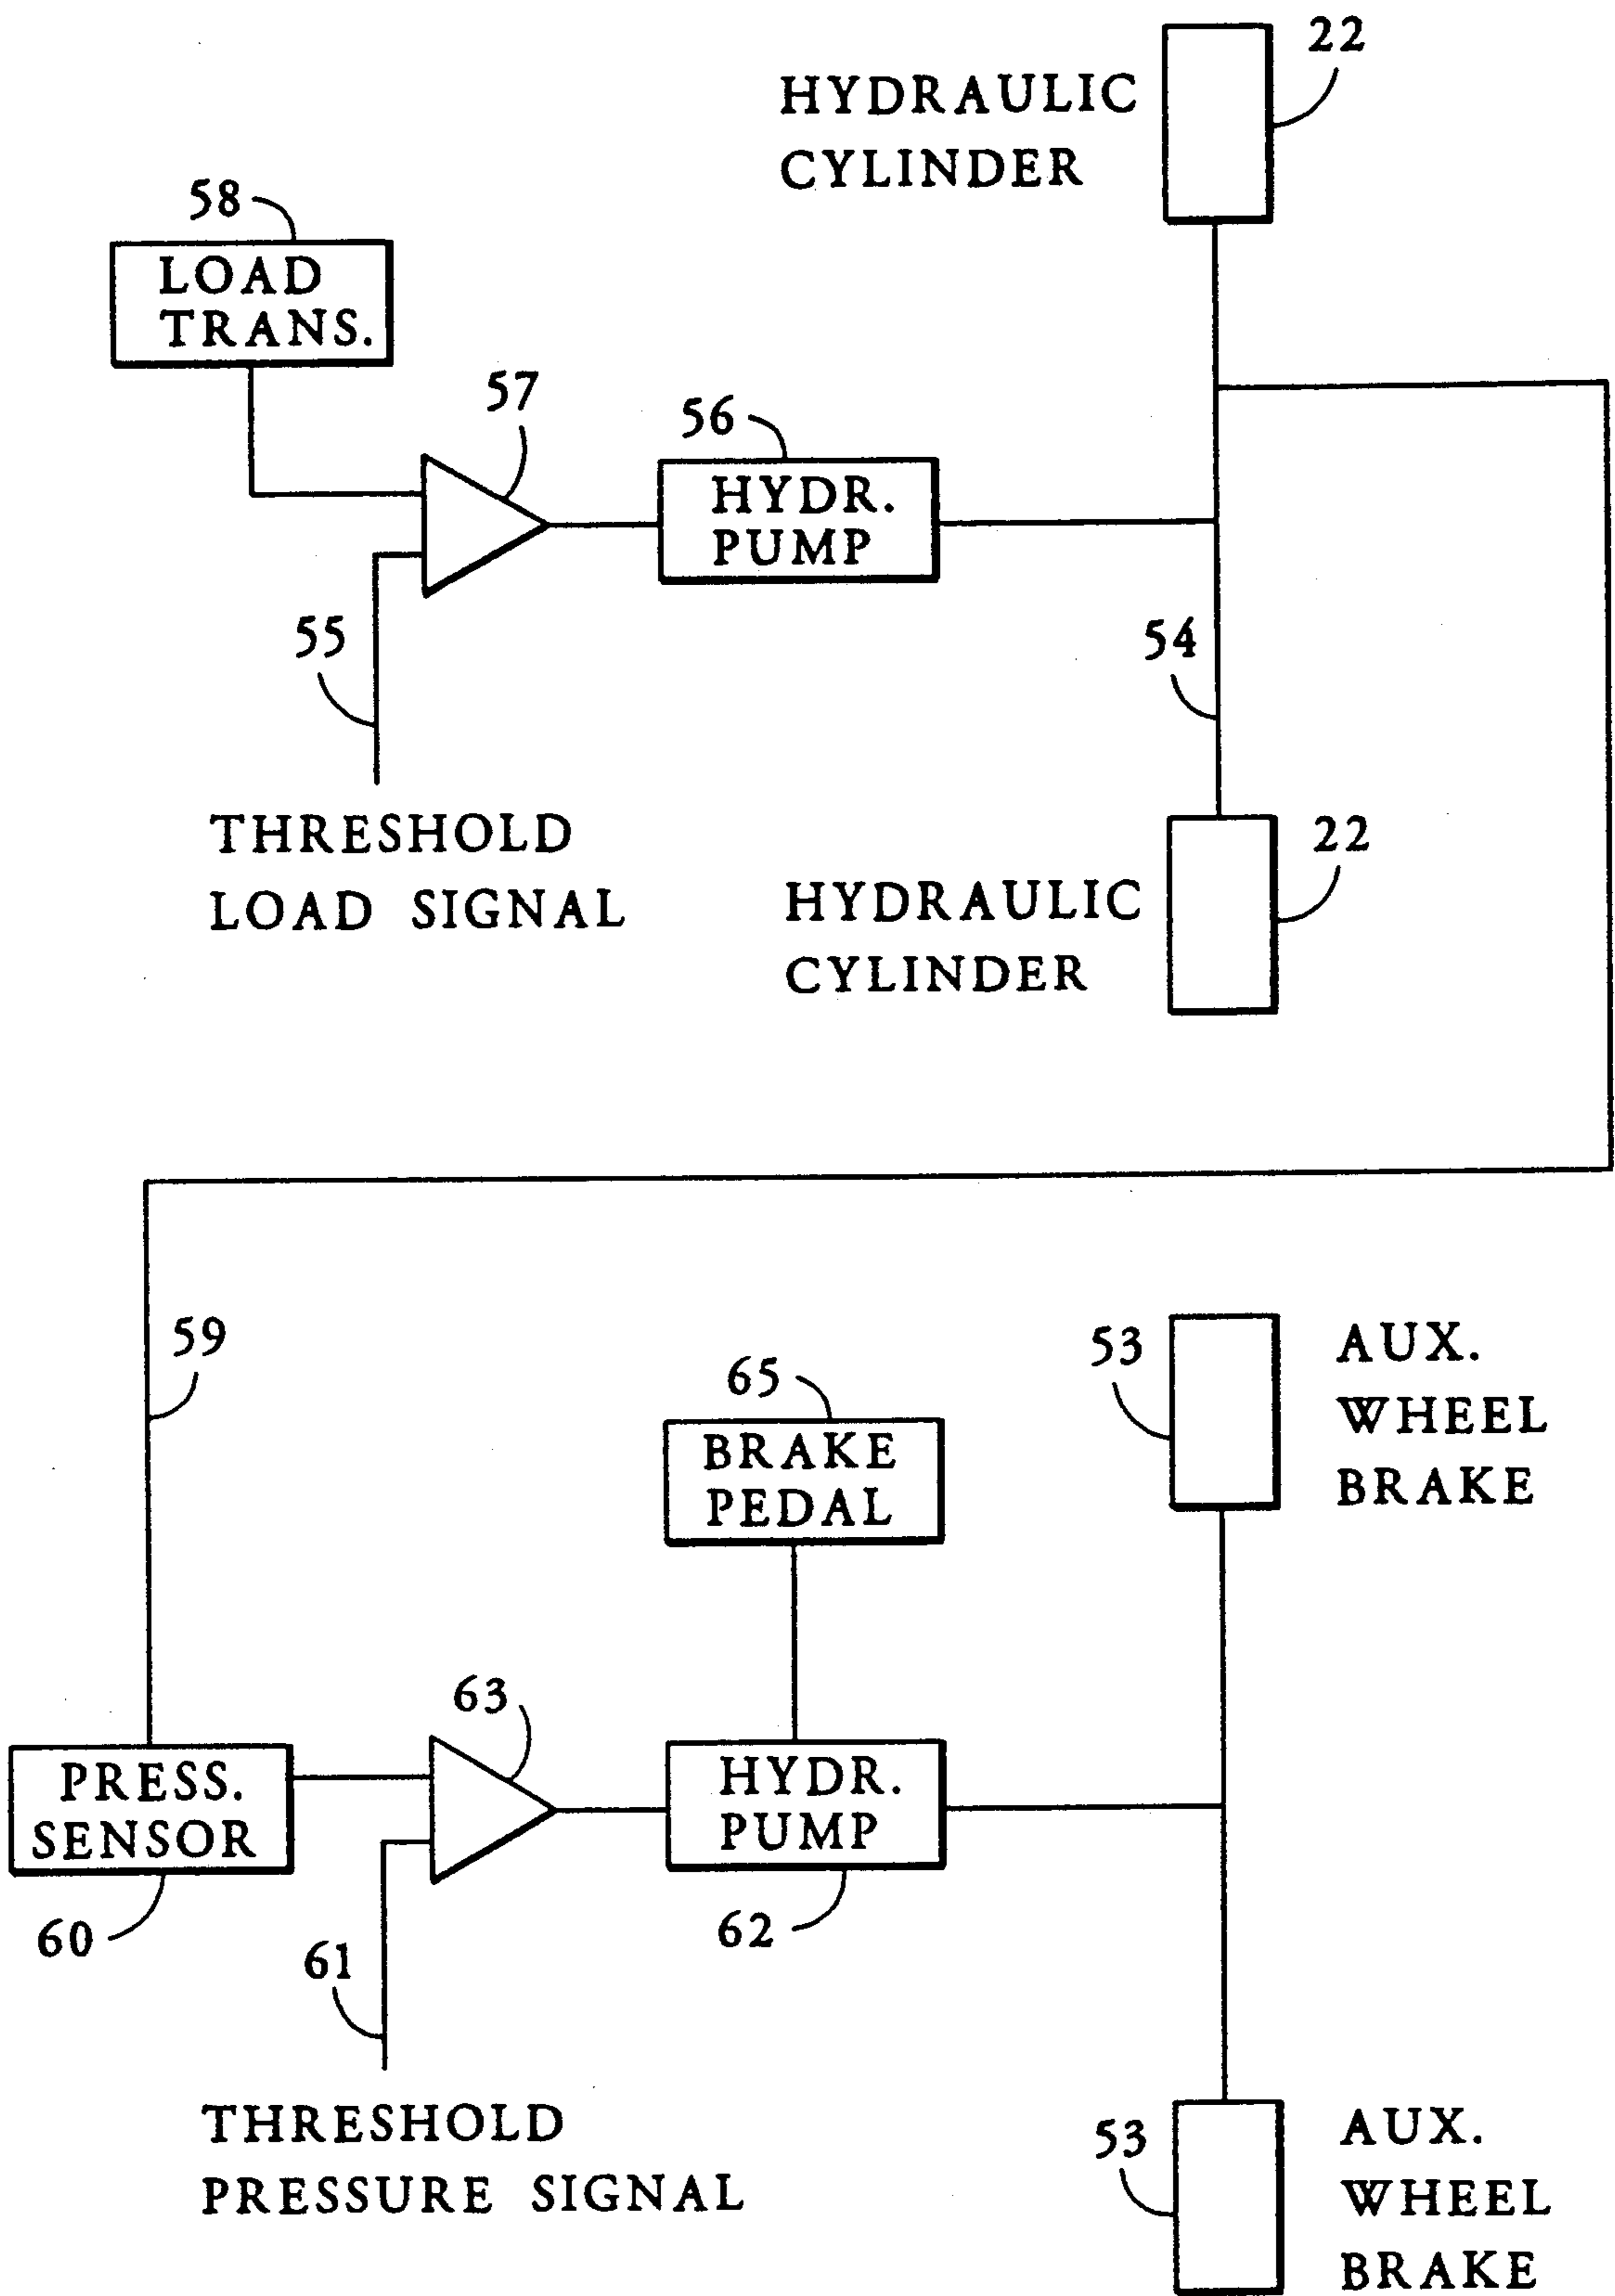 22
HYDRAULIC
CYLINDER
58
LOAD
TRANS.
57
56
HYDR.
PUMP
55
54
THRESHOLD
LOAD SIGNAL
22
HYDRAULIC
CYLINDER
59
53
AUX.
WHEEL
BRAKE
65
BRAKE
PEDAL
63
PRESS.
SENSOR
HYDR.
PUMP
60
62
61
THRESHOLD
PRESSURE SIGNAL
53
AUX.
WHEEL
BRAKE